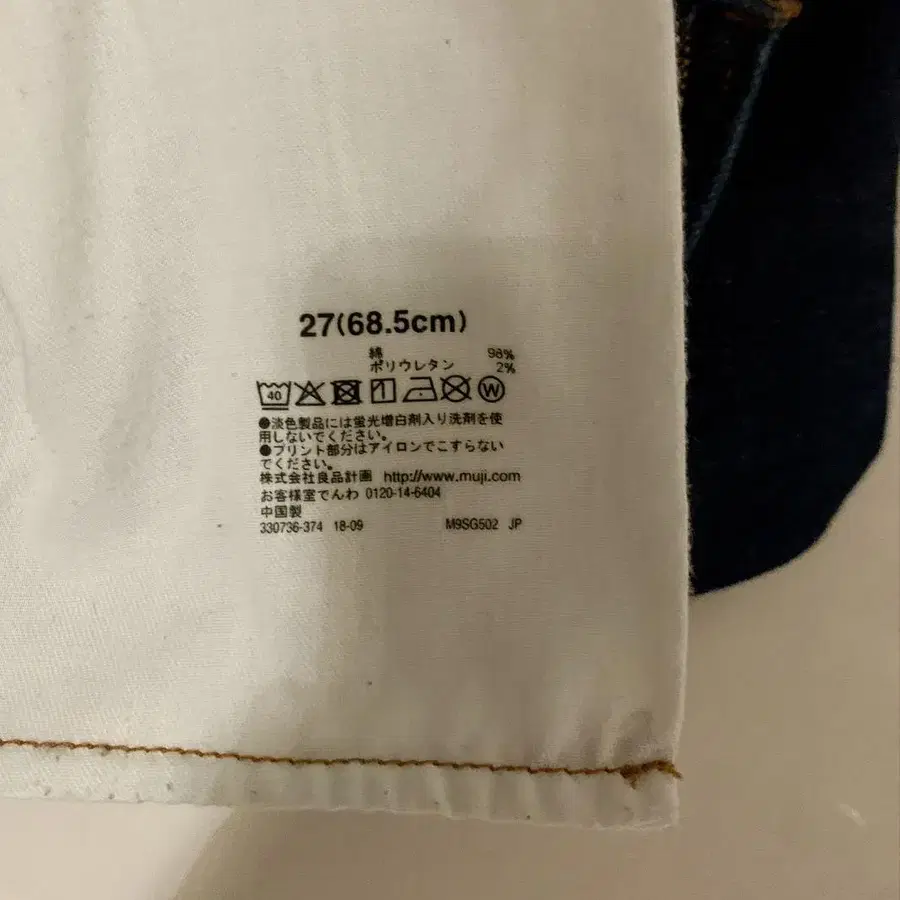 27(68.5cm)
綿 98%
ポリウレタン 2%
40 W
●淡色製品には蛍光増白剤入り洗剤を使
用しないでください。
●プリント部分はアイロンでこすらない
でください。
株式会社良品計画 http://www.muji.com
お客様室でんわ 0120-14-6404
中国製
330736-374 18-09 M9SG502 JP